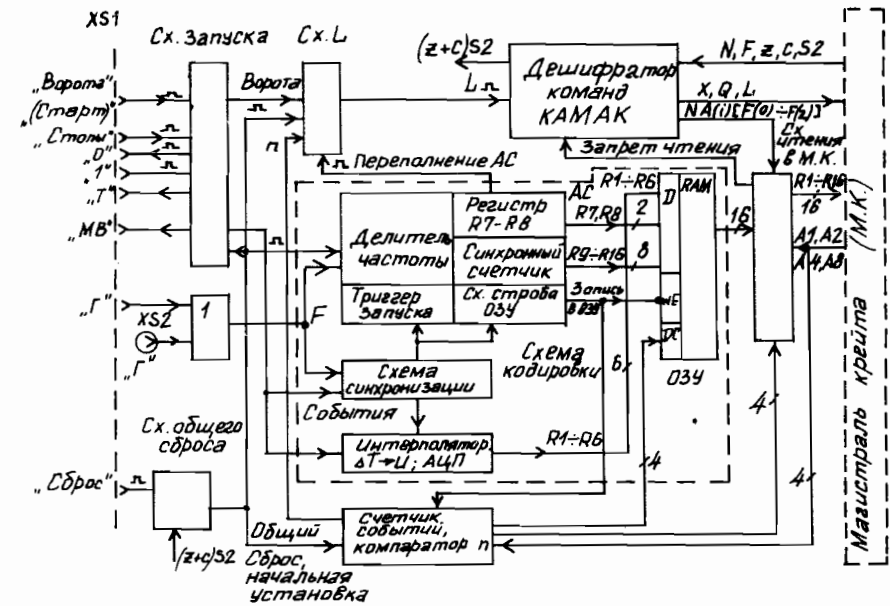 XS1
Сх. Запуска
Сх. L
(z+c)S2
N, F, z, c, S2
„Ворота"
(Старт)"
„Стопы"
„0"
„1"
„Т"
„МВ"
Ворота
n
L
Дешифратор
команд
КАМАК
X, Q, L
NA(i)[F(0)÷F(2)]
Сх
чтения
в М.К.
Запрет чтения
Переполнение АС
АС
R1÷R6
R1÷R16
16
(М.К.)
A1, A2
A4, A8
Делитель
частоты
Регистр
R7-R8
Синхронный
счетчик
Триггер
Запуска
Сх. строба
ОЗУ
R7,R8
2
R9÷R16
8
Запись
в ОЗУ
D
RAM
WE
DC
ОЗУ
16
„Г"
XS2
„Г"
1
F
Схема
синхронизации
Схема
кодировки
6
События
Интерполятор
ΔT→U; АЦП
R1÷R6
4
4
4
Сх. общего
сброса
„Сброс"
(z+c)S2
Общий
Сброс,
начальная
установка
Счетчик
событий,
компаратор n
Магистраль крейта